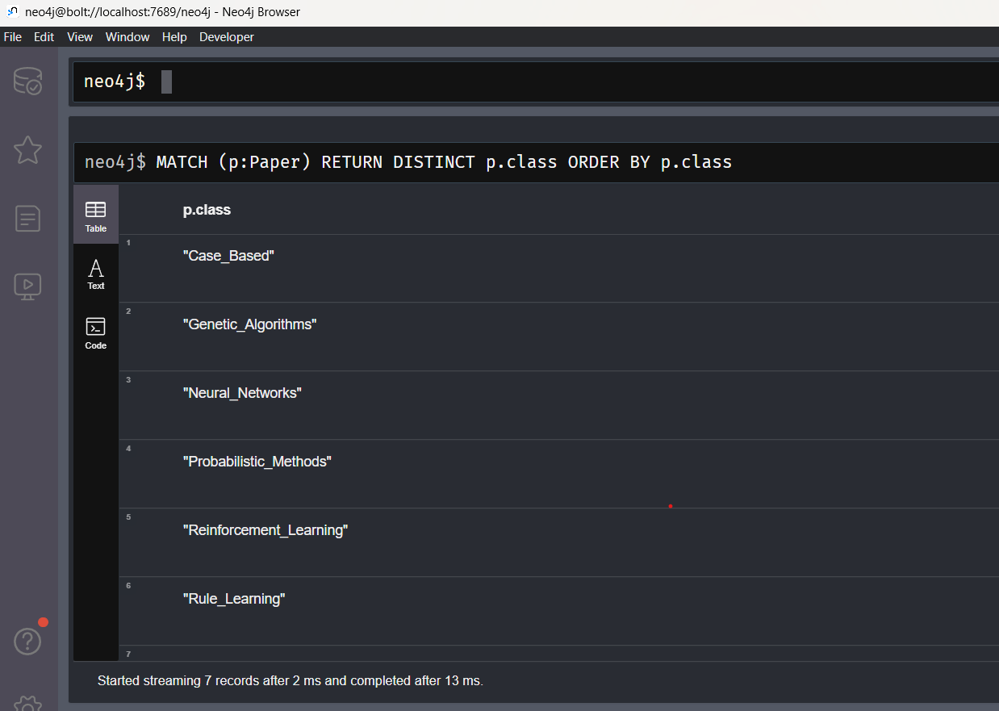 neo4j@bolt://localhost:7689/neo4j - Neo4j Browser
File Edit View Window Help Developer
neo4j$
neo4j$ MATCH (p:Paper) RETURN DISTINCT p.class ORDER BY p.class
Table
Text
Code
p.class
1
"Case_Based"
2
"Genetic_Algorithms"
3
"Neural_Networks"
4
"Probabilistic_Methods"
5
"Reinforcement_Learning"
6
"Rule_Learning"
7
Started streaming 7 records after 2 ms and completed after 13 ms.